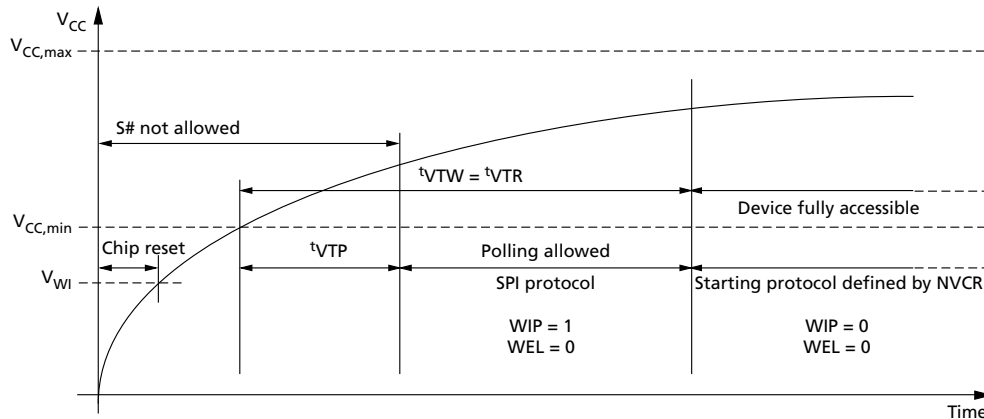 VCC
VCC,max
S# not allowed
tVTW = tVTR
Device fully accessible
VCC,min
Chip reset
tVTP
Polling allowed
VWI
SPI protocol
Starting protocol defined by NVCR
WIP = 1
WIP = 0
WEL = 0
WEL = 0
Time